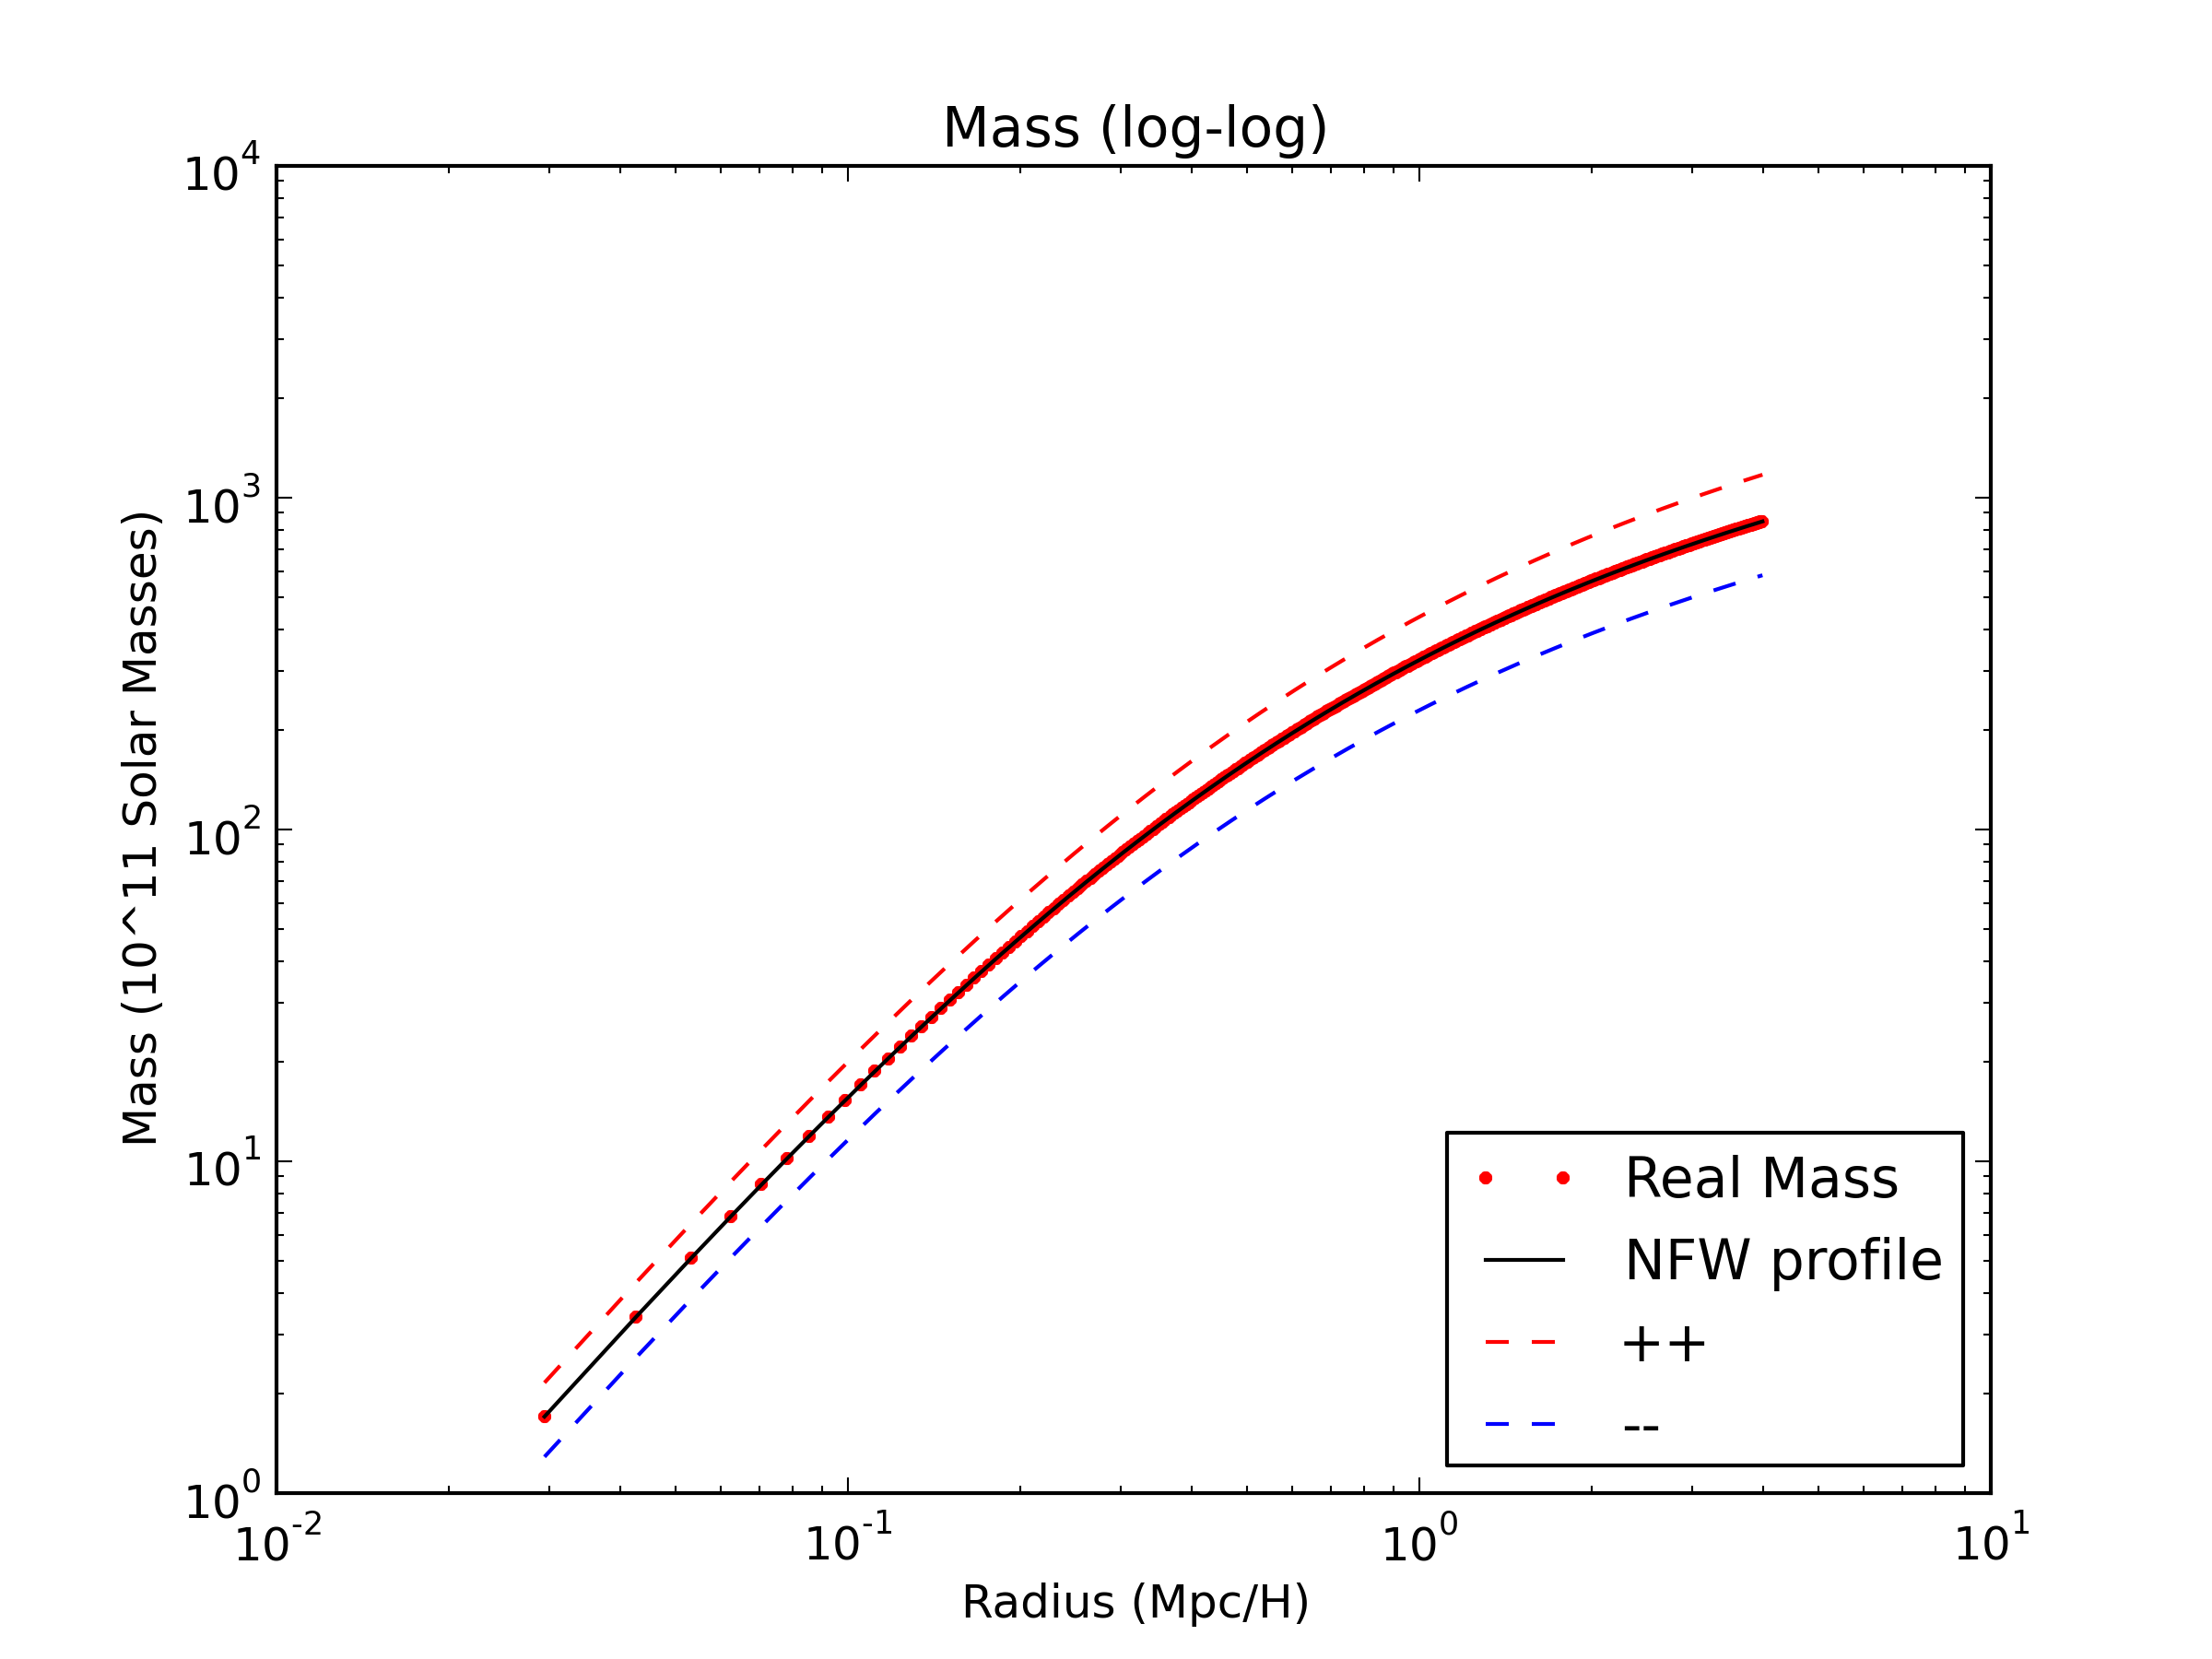 Mass (log-log)
10^4
10^3
10^2
10^1
10^0
Mass (10^11 Solar Masses)
10^-2
10^-1
10^0
10^1
Radius (Mpc/H)
Real Mass
NFW profile
++
--